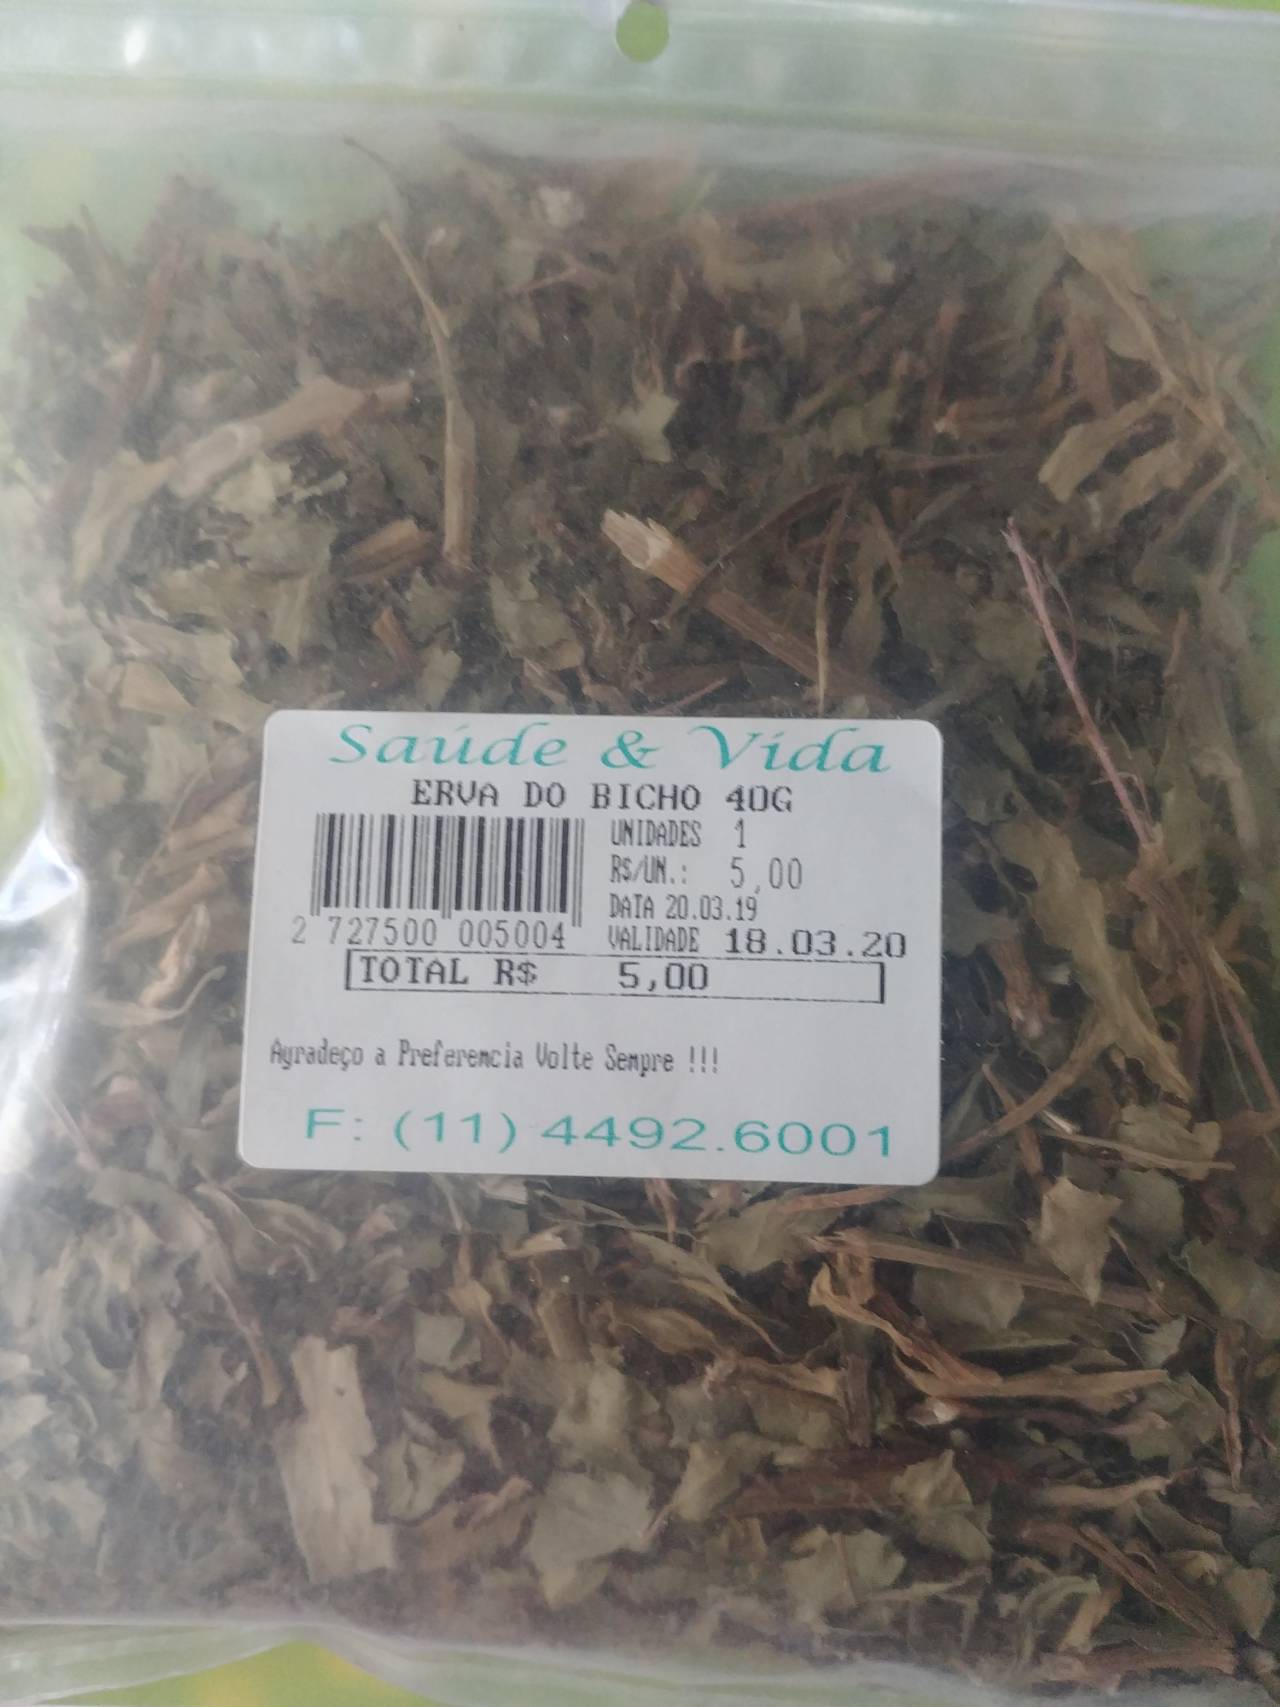 Saúde & Vida
ERVA DO BICHO 40G
UNIDADES 1
R$/UN.: 5,00
DATA 20.03.19
2 727500 005004
VALIDADE 18.03.20
TOTAL R$ 5,00
Agradeço a Preferencia Volte Sempre !!!
F: (11) 4492.6001